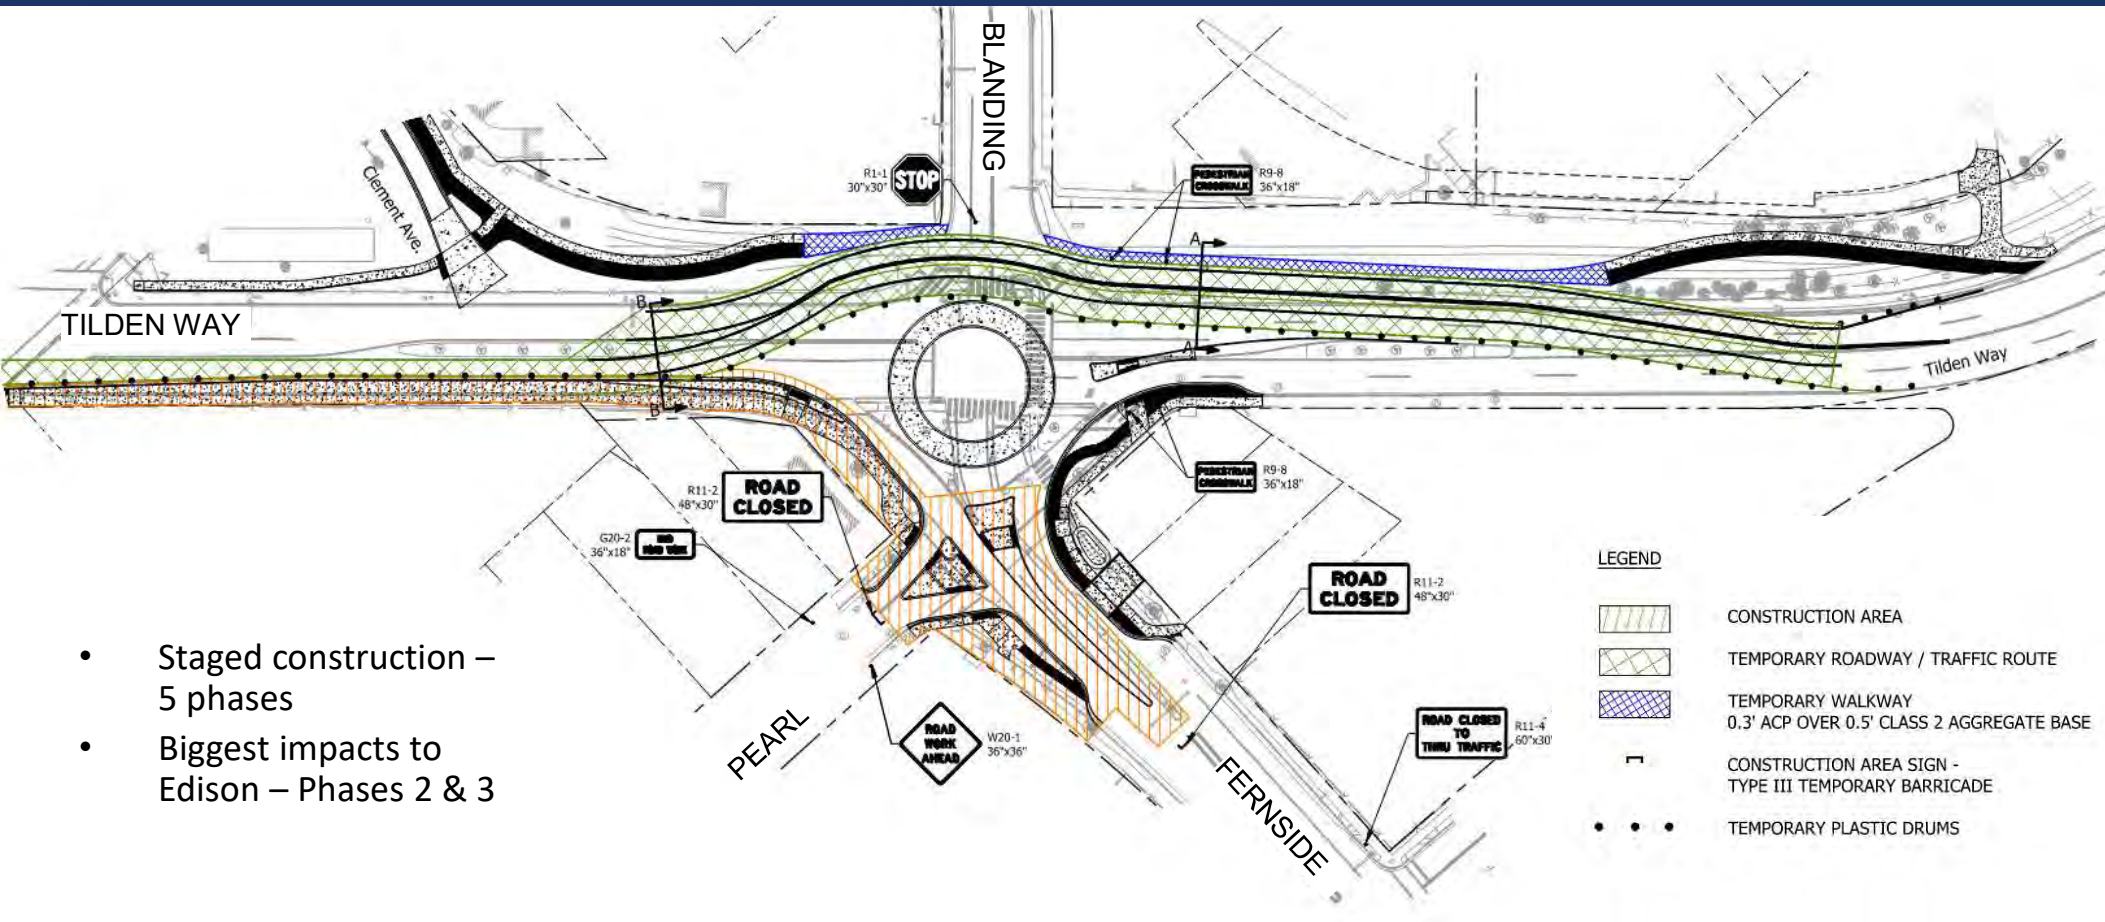 BLANDING
Clement Ave.
R1-1
30"x30"
STOP
PEDESTRIAN
CROSSWALK
R9-8
36"x18"
A
B
TILDEN WAY
A
B
Tilden Way
R11-2
48"x30"
ROAD
CLOSED
PEDESTRIAN
CROSSWALK
R9-8
36"x18"
G20-2
36"x18"
END
ROAD WORK
ROAD
CLOSED
R11-2
48"x30"
• Staged construction –
5 phases
• Biggest impacts to
Edison – Phases 2 & 3
PEARL
ROAD
WORK
AHEAD
W20-1
36"x36"
FERNSIDE
ROAD CLOSED
TO
THRU TRAFFIC
R11-4
60"x30'
LEGEND
CONSTRUCTION AREA
TEMPORARY ROADWAY / TRAFFIC ROUTE
TEMPORARY WALKWAY
0.3' ACP OVER 0.5' CLASS 2 AGGREGATE BASE
CONSTRUCTION AREA SIGN -
TYPE III TEMPORARY BARRICADE
TEMPORARY PLASTIC DRUMS